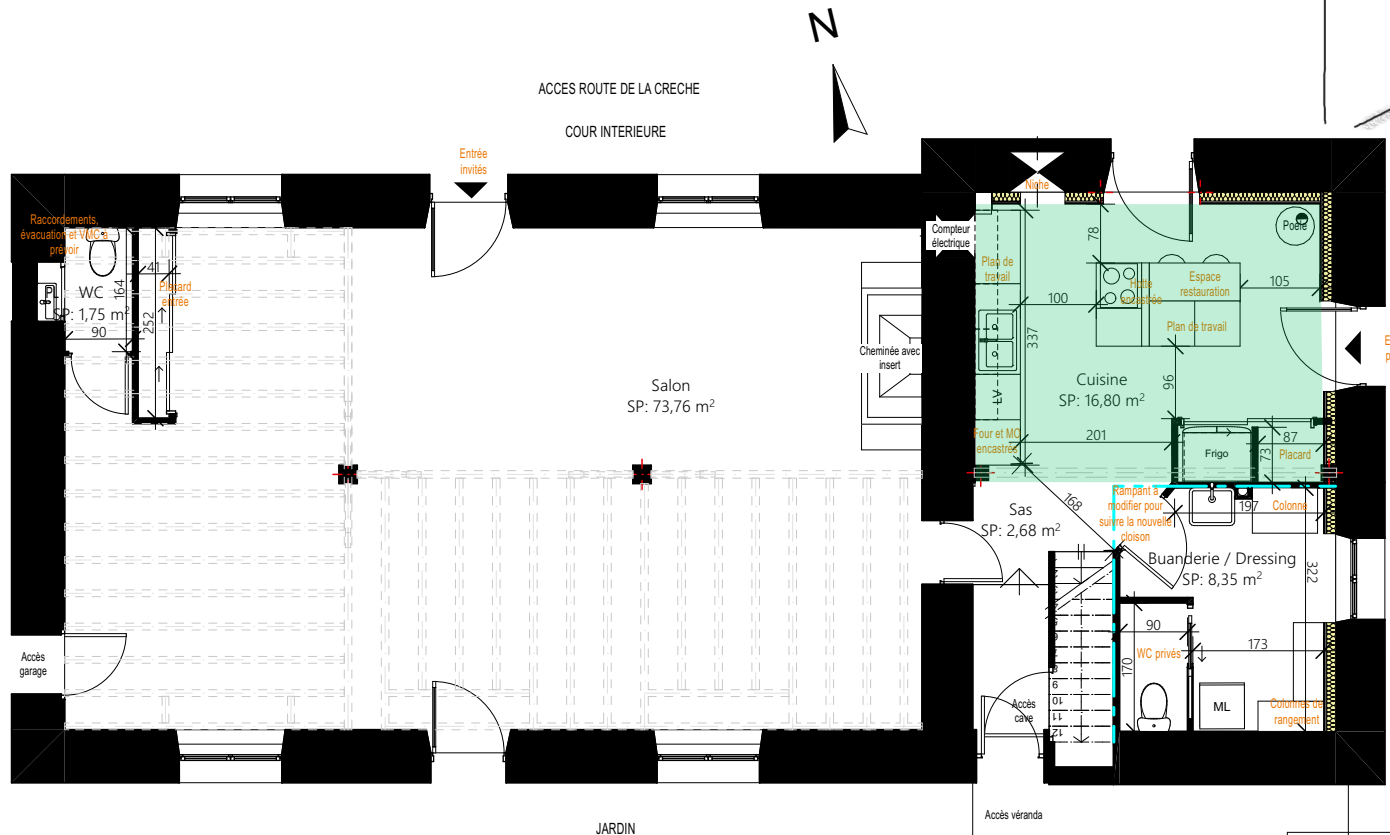 N
ACCES ROUTE DE LA CRECHE
COUR INTERIEURE
Entrée
invités
Niche
Raccordements,
évacuation et VMC à
prévoir
WC
SP: 1,75 m²
164
90
41
252
Placard
entrée
Compteur
électrique
Cheminée avec
insert
Salon
SP: 73,76 m²
Plan de
travail
78
100
337
LV
Four et MO
encastrés
Hotte
encastrée
Espace
restauration
Plan de travail
Poêle
105
96
Cuisine
SP: 16,80 m²
201
Frigo
73
87
Placard
Sas
SP: 2,68 m²
168
Rampant à
modifier pour
suivre la nouvelle
cloison
197
Colonne
Buanderie / Dressing
SP: 8,35 m²
322
90
WC privés
170
173
ML
Colonnes de
rangement
8
9
10
11
12
Accès
cave
Accès
garage
Accès véranda
JARDIN